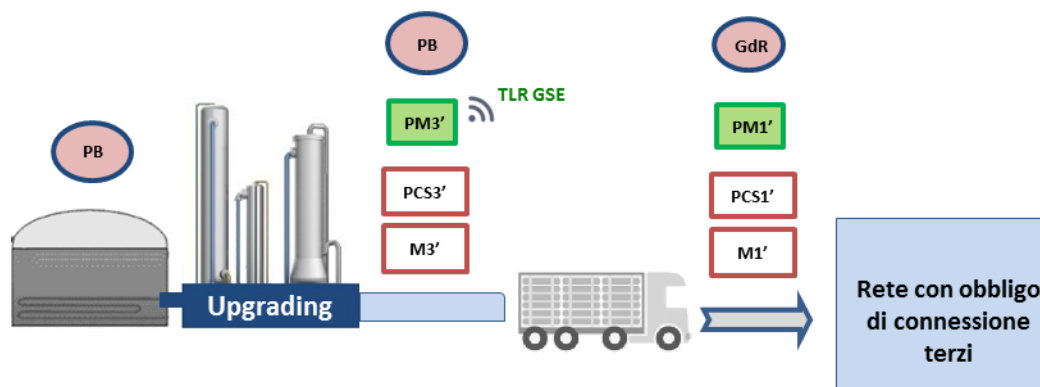 PB
GdR
TLR GSE
PM3’
PM1’
PB
PCS3’
PCS1’
M3’
M1’
Upgrading
Rete con obbligo
di connessione
terzi